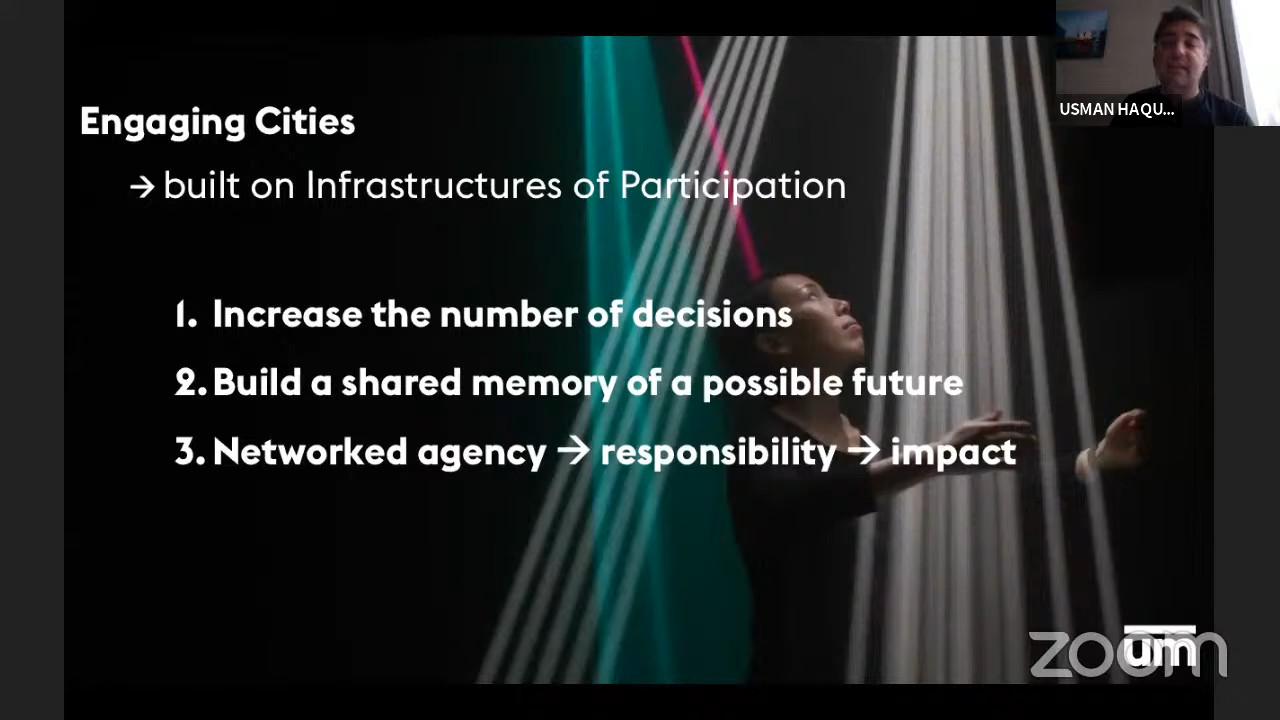 USMAN HAQU...
Engaging Cities
→ built on Infrastructures of Participation
1. Increase the number of decisions
2. Build a shared memory of a possible future
3. Networked agency → responsibility → impact
um
zoom